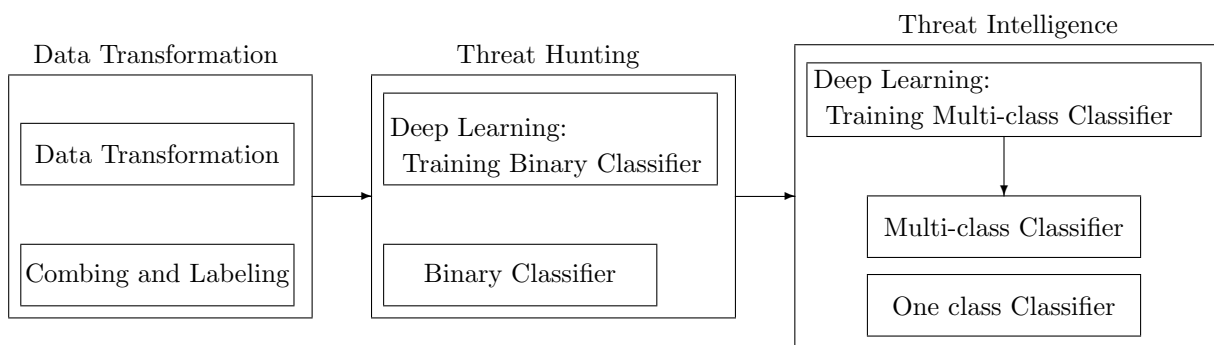 Data Transformation
Data Transformation
Combing and Labeling
Threat Hunting
Deep Learning:
Training Binary Classifier
Binary Classifier
Threat Intelligence
Deep Learning:
Training Multi-class Classifier
Multi-class Classifier
One class Classifier